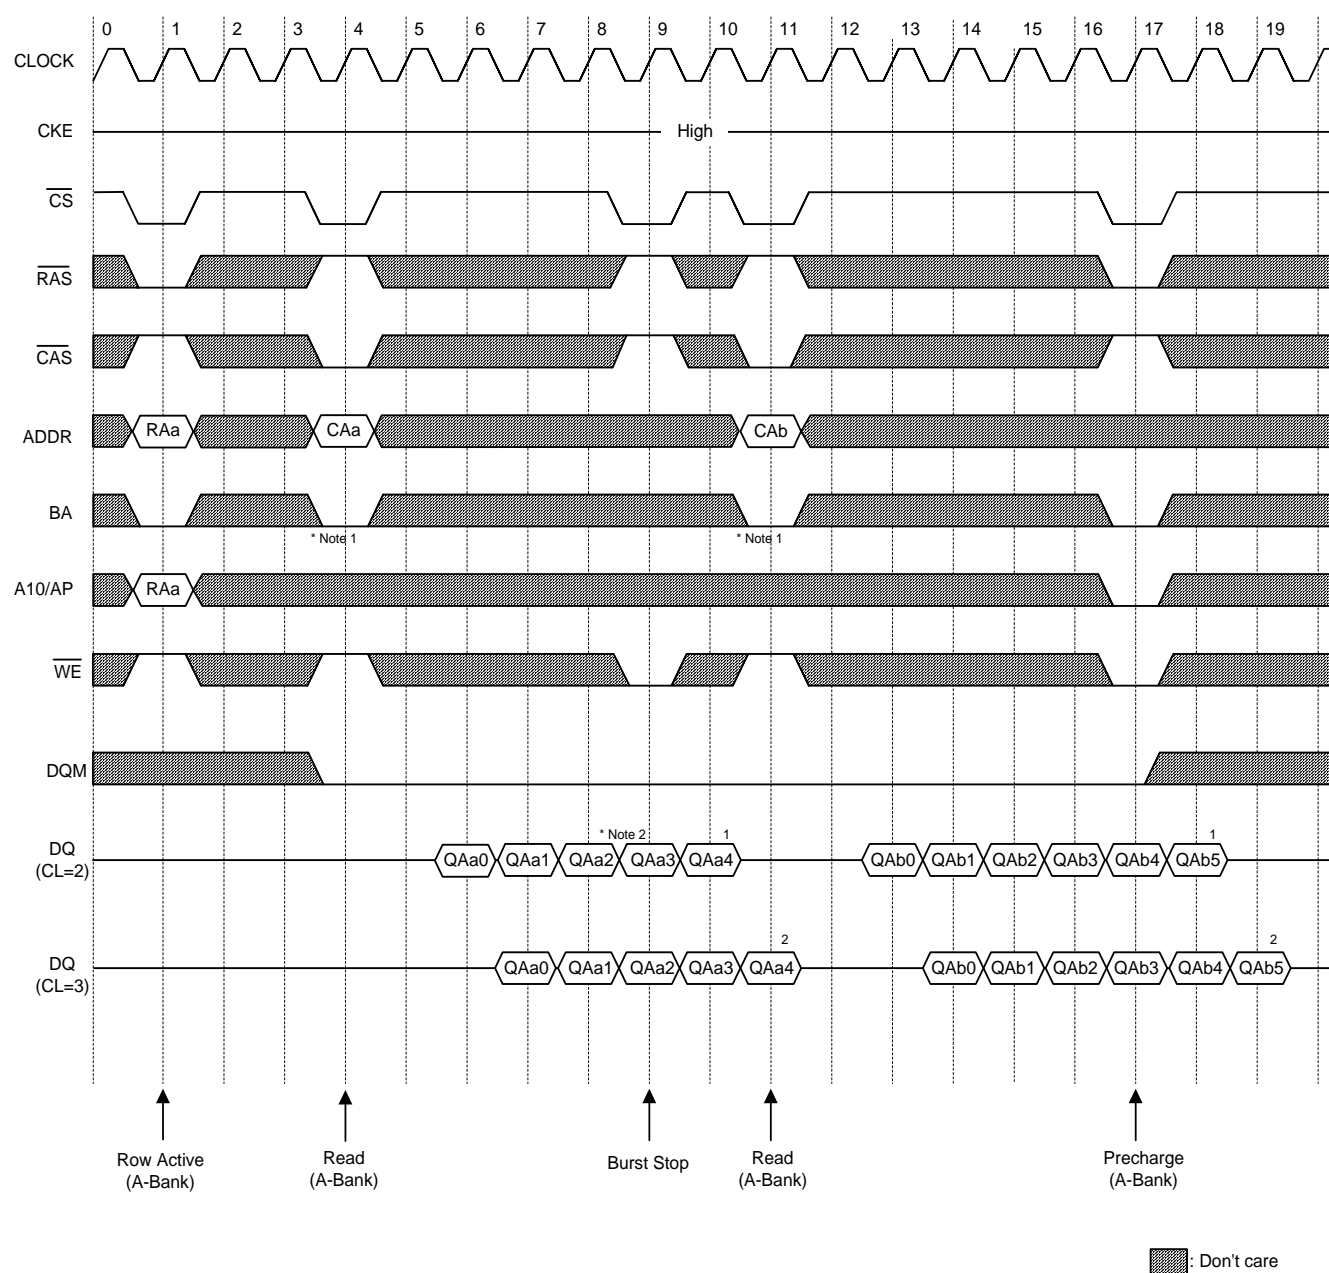 0 1 2 3 4 5 6 7 8 9 10 11 12 13 14 15 16 17 18 19
CLOCK
CKE High
CS
RAS
CAS
ADDR RAa CAa CAb
BA
* Note 1 * Note 1
A10/AP RAa
WE
DQM
* Note 2 1 1
DQ
(CL=2)
QAa0 QAa1 QAa2 QAa3 QAa4 QAb0 QAb1 QAb2 QAb3 QAb4 QAb5
2 2
DQ
(CL=3)
QAa0 QAa1 QAa2 QAa3 QAa4 QAb0 QAb1 QAb2 QAb3 QAb4 QAb5
Row Active
(A-Bank)
Read
(A-Bank)
Burst Stop
Read
(A-Bank)
Precharge
(A-Bank)
: Don't care